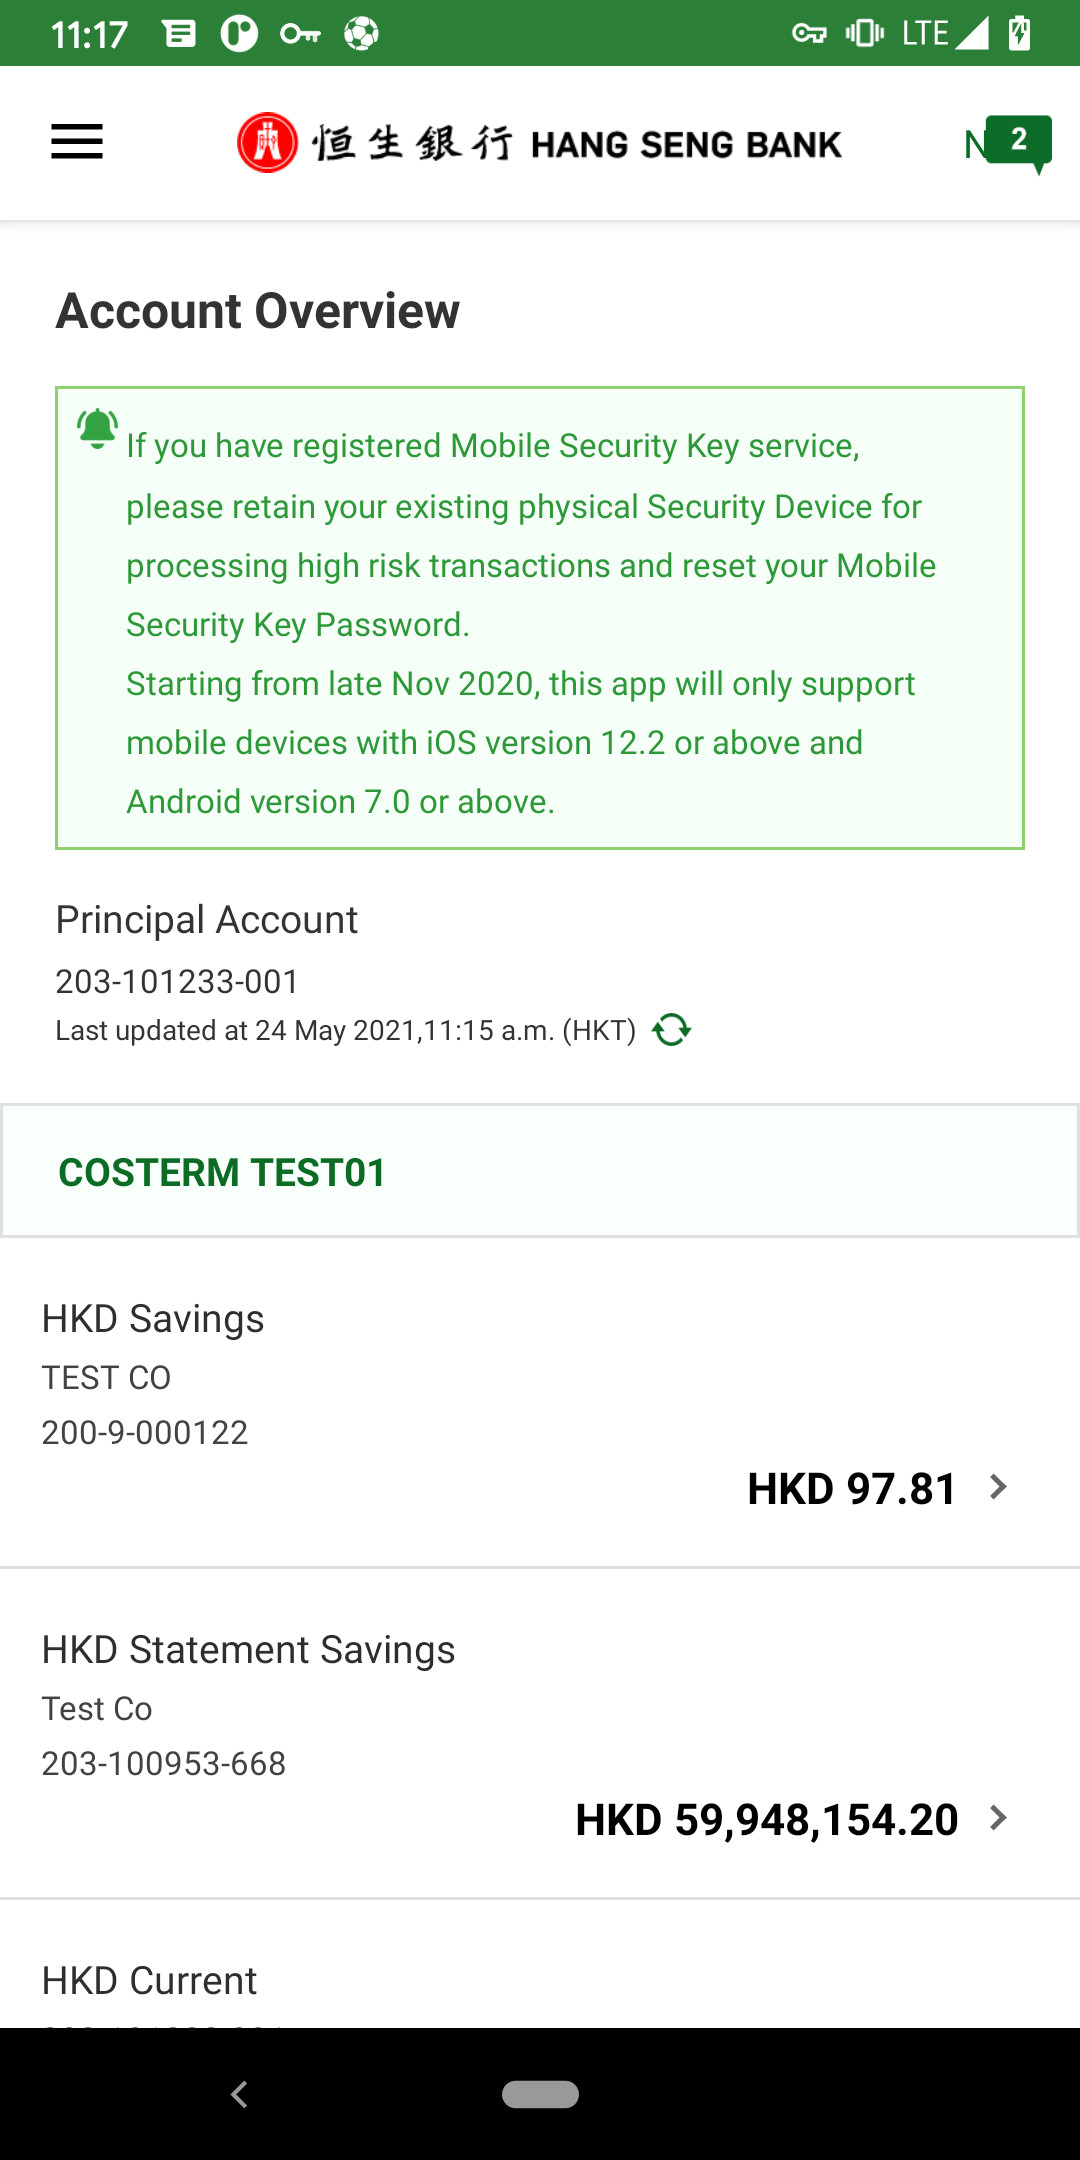 11:17 LTE
恒生銀行 HANG SENG BANK
N 2
Account Overview
If you have registered Mobile Security Key service,
please retain your existing physical Security Device for
processing high risk transactions and reset your Mobile
Security Key Password.
Starting from late Nov 2020, this app will only support
mobile devices with iOS version 12.2 or above and
Android version 7.0 or above.
Principal Account
203-101233-001
Last updated at 24 May 2021,11:15 a.m. (HKT)
COSTERM TEST01
HKD Savings
TEST CO
200-9-000122
HKD 97.81
HKD Statement Savings
Test Co
203-100953-668
HKD 59,948,154.20
HKD Current